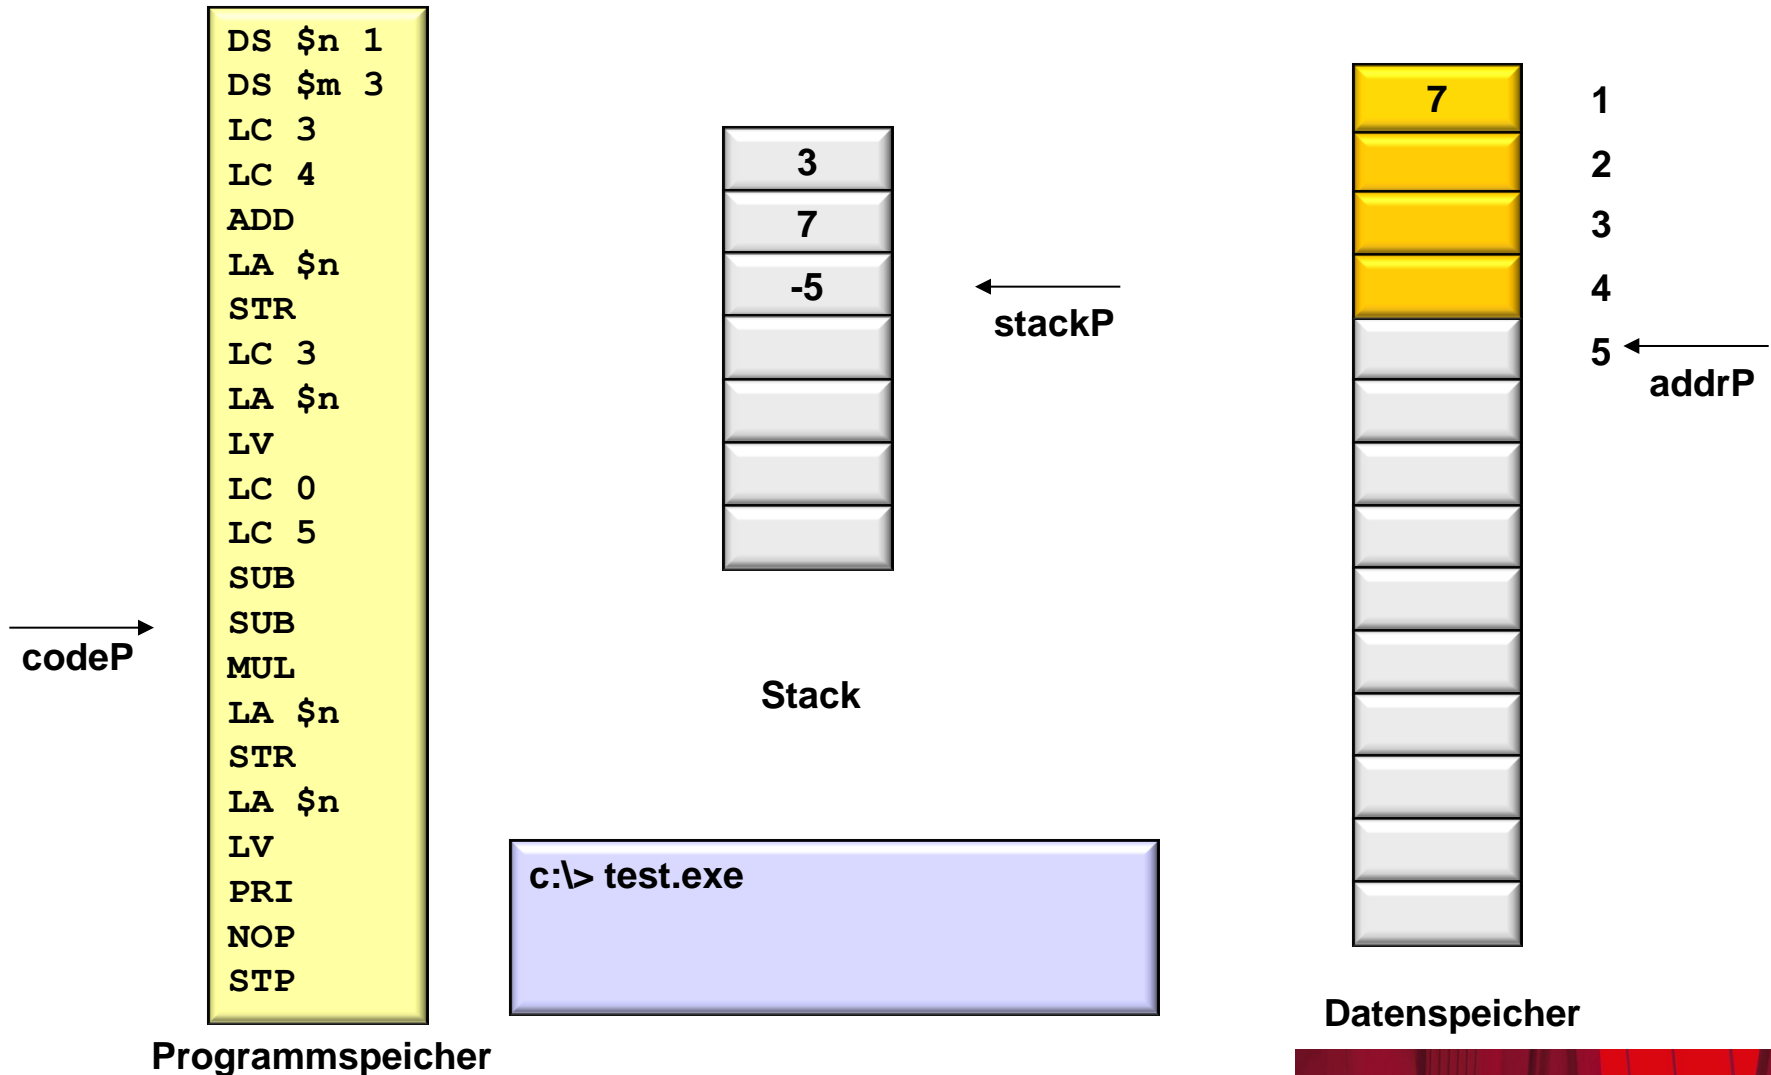 DS $n 1
DS $m 3
LC 3
LC 4
ADD
LA $n
STR
LC 3
LA $n
LV
LC 0
LC 5
SUB
SUB
MUL
LA $n
STR
LA $n
LV
PRI
NOP
STP
codeP
Programmspeicher
3
7
-5
stackP
Stack
c:\> test.exe
7
1
2
3
4
5
addrP
Datenspeicher